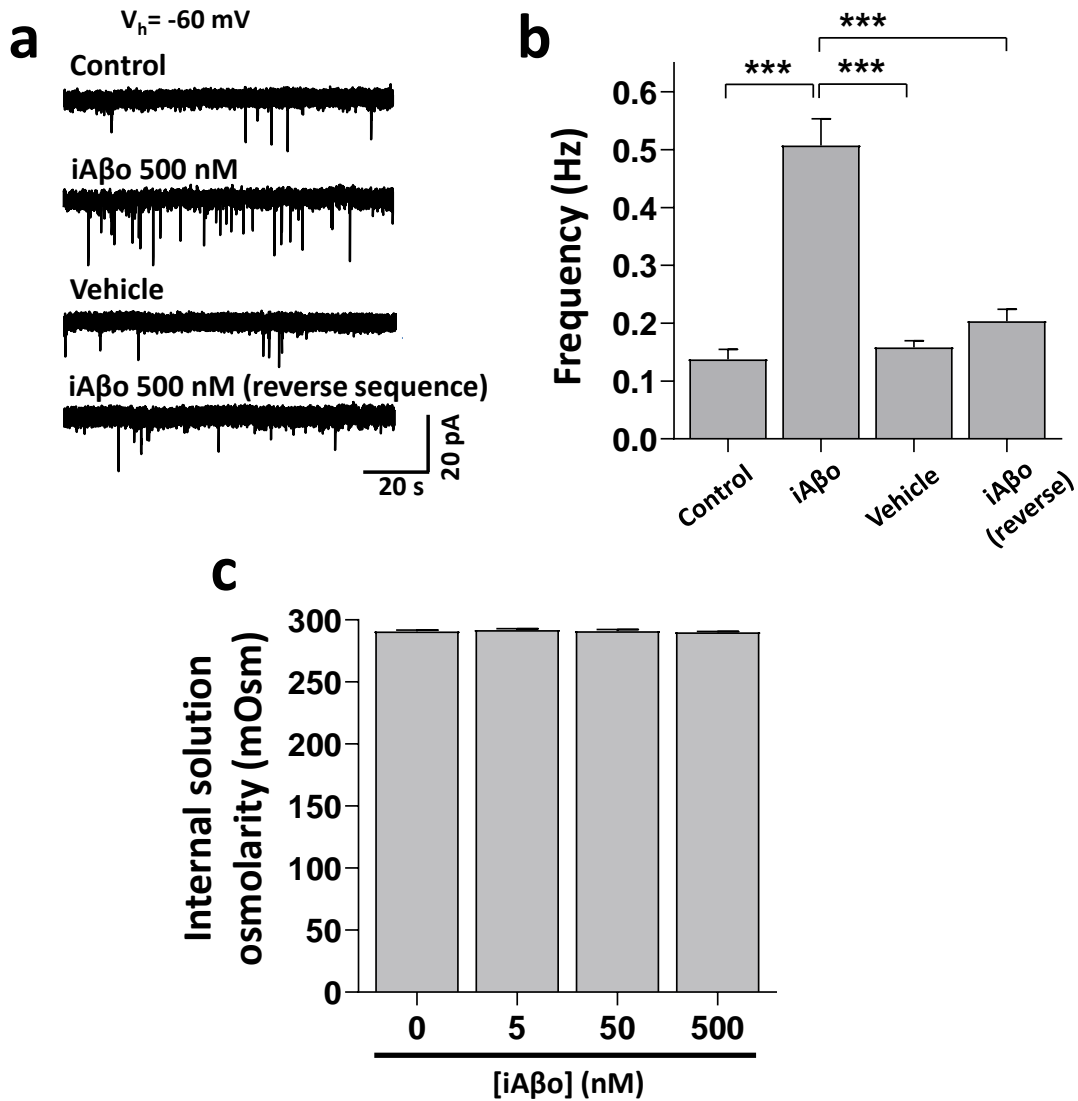 a
Vh= -60 mV
Control
iAβo 500 nM
Vehicle
iAβo 500 nM (reverse sequence)
20 pA
20 s
b
***
***
***
Frequency (Hz)
0.6
0.5
0.4
0.3
0.2
0.1
0.0
Control
iAβo
Vehicle
iAβo
(reverse)
c
Internal solution
osmolarity (mOsm)
300
250
200
150
100
50
0
0 5 50 500
[iAβo] (nM)